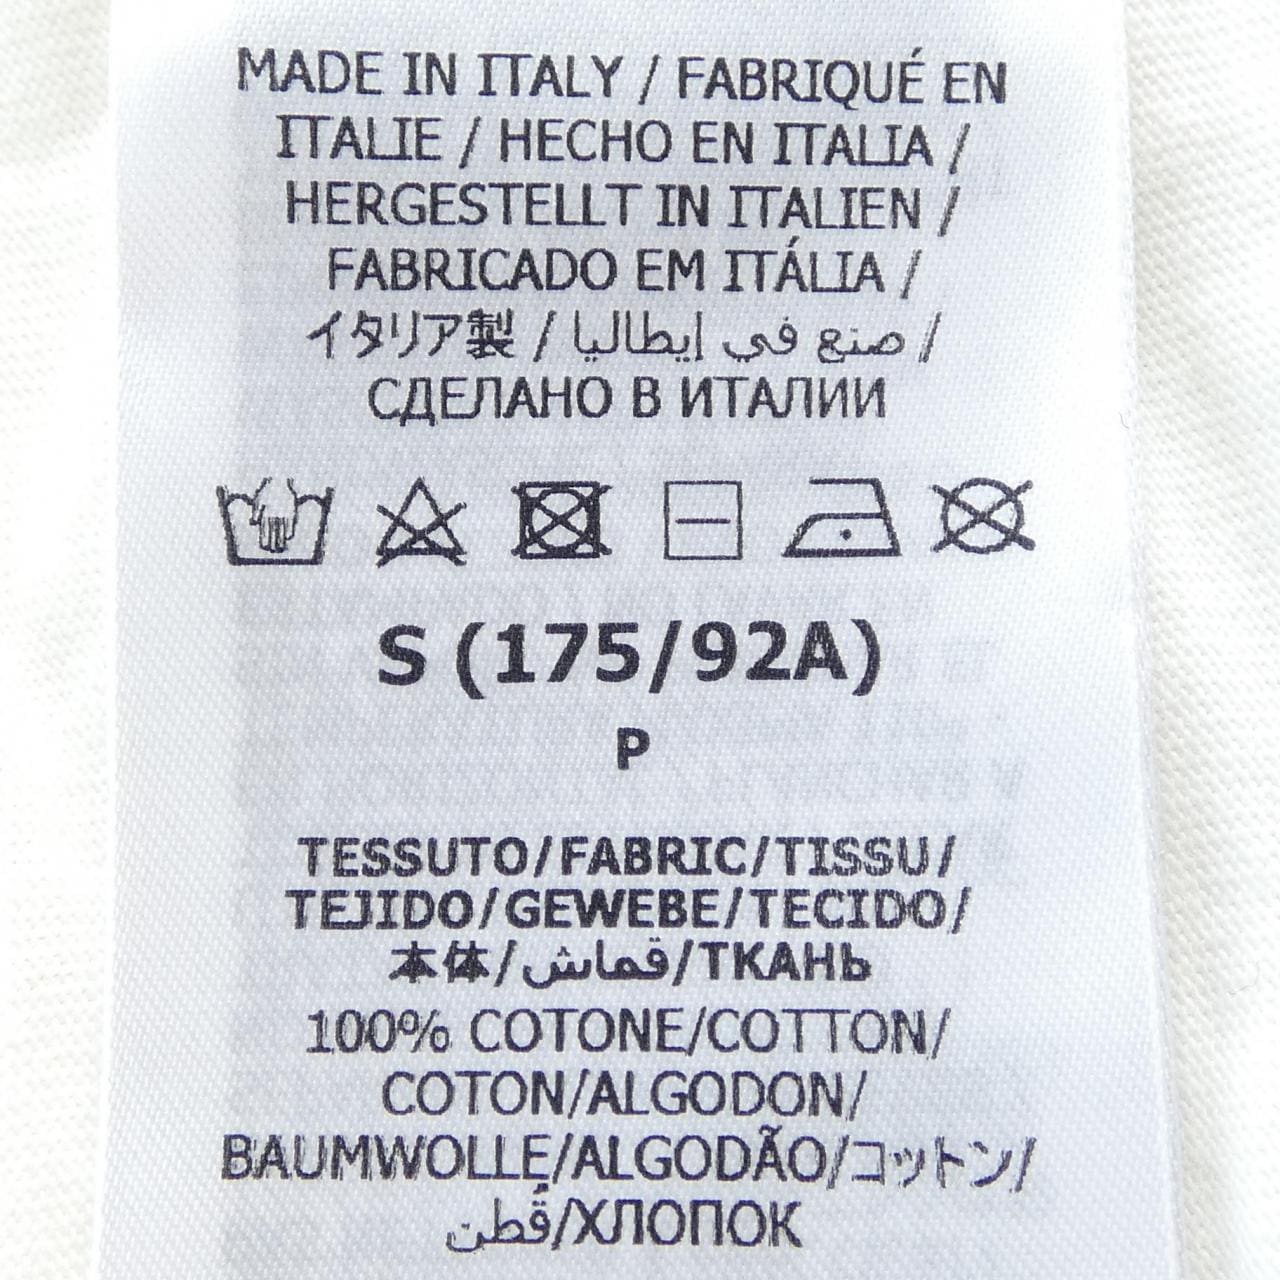 MADE IN ITALY / FABRIQUÉ EN
ITALIE / HECHO EN ITALIA /
HERGESTELLT IN ITALIEN /
FABRICADO EM ITÁLIA /
イタリア製 / صنع في إيطاليا /
СДЕЛАНО В ИТАЛИИ
S (175/92A)
P
TESSUTO/FABRIC/TISSU/
TEJIDO/GEWEBE/TECIDO/
本体/قماش/ТКАНЬ
100% COTONE/COTTON/
COTON/ALGODON/
BAUMWOLLE/ALGODÃO/コットン/
قُطن/ХЛОПОК